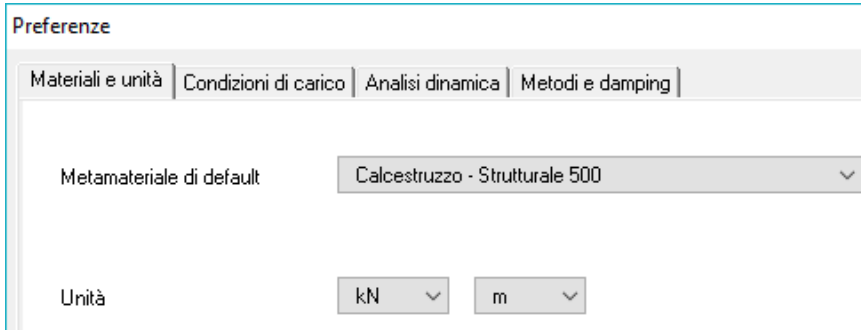 Preferenze
Materiali e unità Condizioni di carico Analisi dinamica Metodi e damping
Metamateriale di default Calcestruzzo - Strutturale 500
Unità kN m